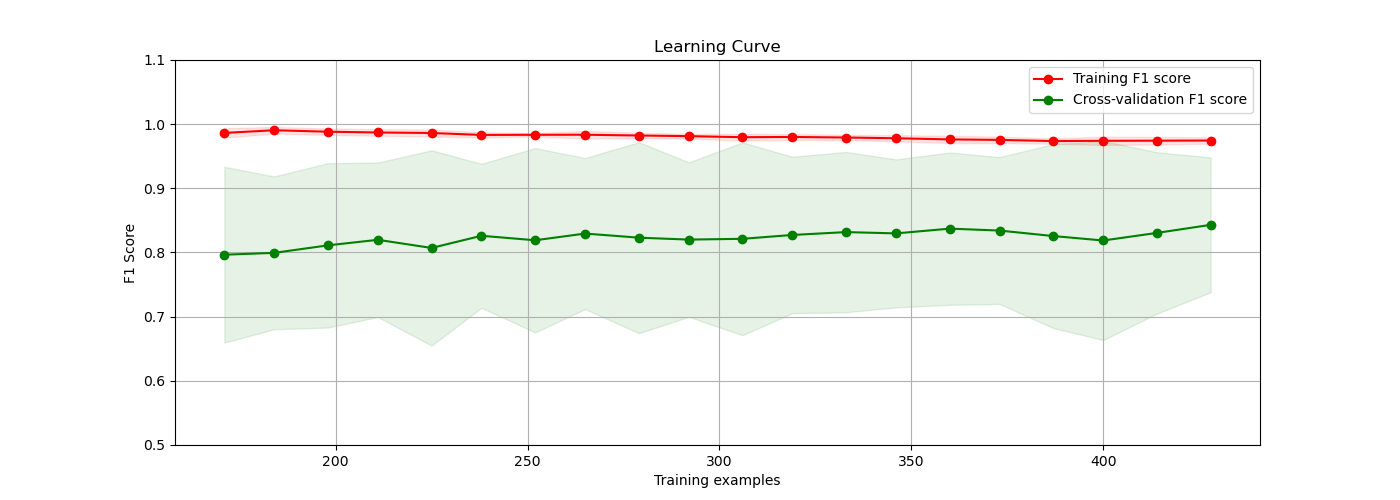 Learning Curve
1.1
1.0
0.9
0.8
0.7
0.6
0.5
F1 Score
Training F1 score
Cross-validation F1 score
200
250
300
350
400
Training examples